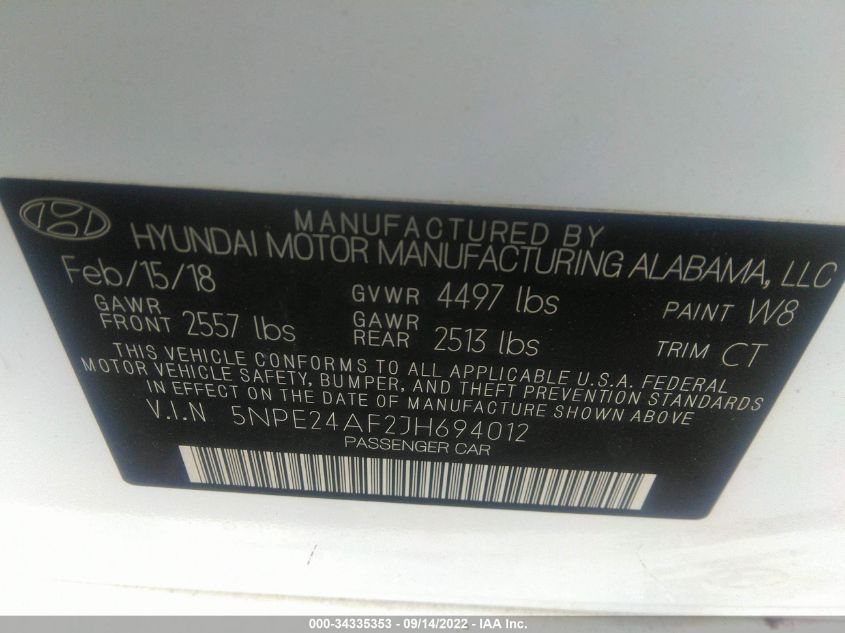 MANUFACTURED BY
HYUNDAI MOTOR MANUFACTURING ALABAMA, LLC
Feb/15/18 GVWR 4497 lbs PAINT W8
GAWR FRONT 2557 lbs GAWR REAR 2513 lbs TRIM CT
THIS VEHICLE CONFORMS TO ALL APPLICABLE U.S.A. FEDERAL
MOTOR VEHICLE SAFETY, BUMPER, AND THEFT PREVENTION STANDARDS
IN EFFECT ON THE DATE OF MANUFACTURE SHOWN ABOVE.
V.I.N 5NPE24AF2JH694012
PASSENGER CAR
000-34335353 - 09/14/2022 - IAA Inc.